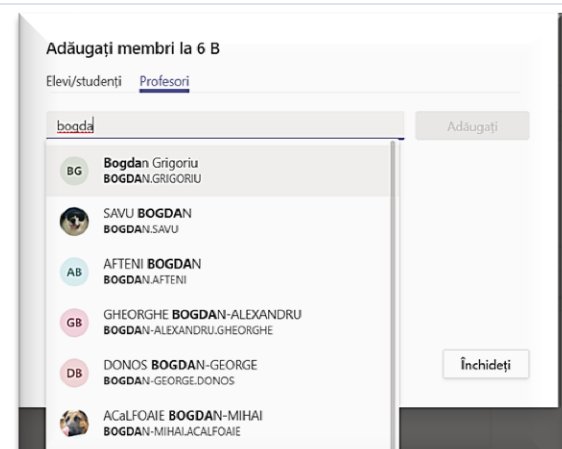 Adăugați membri la 6 B
Elevi/studenți Profesori
bogda Adăugați
BG Bogdan Grigoriu
BOGDAN.GRIGORIU
SAVU BOGDAN
BOGDAN.SAVU
AB AFTENI BOGDAN
BOGDAN.AFTENI
GB GHEORGHE BOGDAN-ALEXANDRU
BOGDAN-ALEXANDRU.GHEORGHE
DB DONOS BOGDAN-GEORGE
BOGDAN-GEORGE.DONOS
Închideți
ACaLFOAIE BOGDAN-MIHAI
BOGDAN-MIHAI.ACALFOAIE